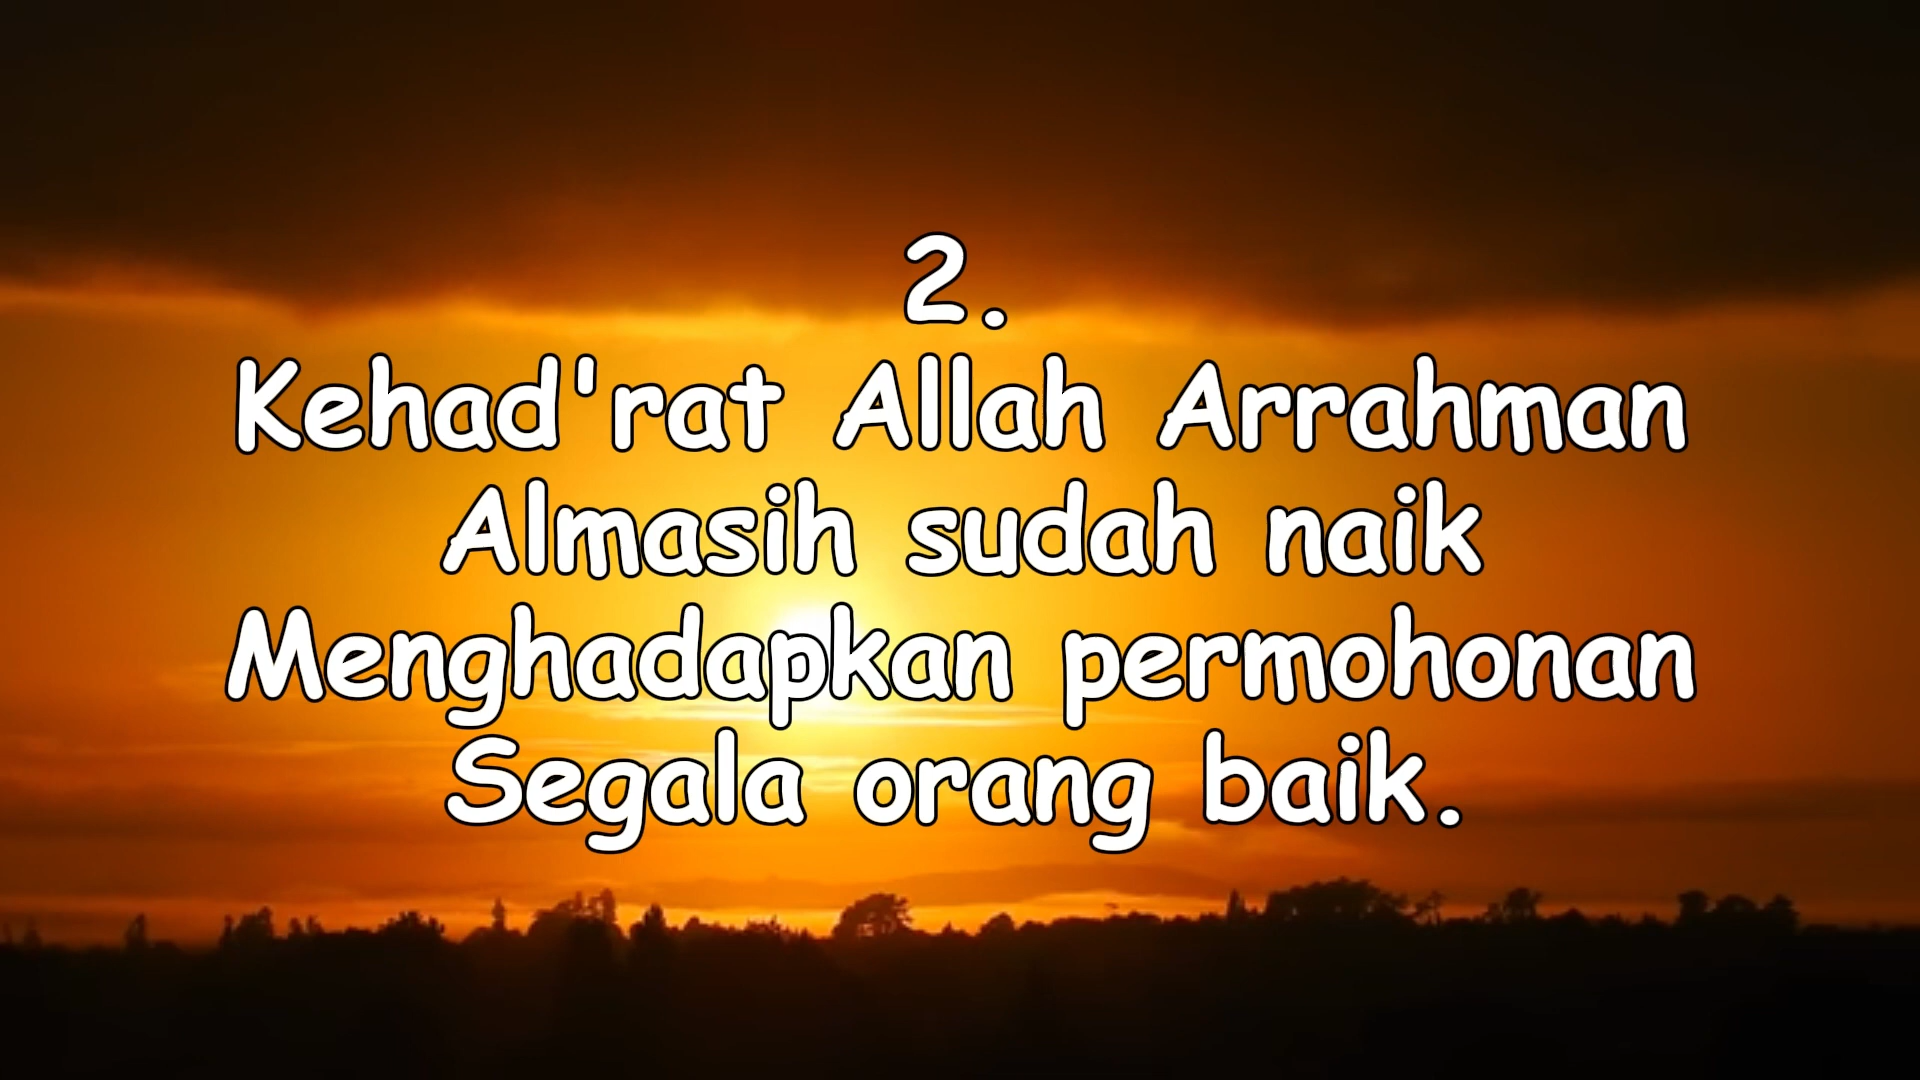 2.
Kehad'rat Allah Arrahman
Almasih sudah naik
Menghadapkan permohonan
Segala orang baik.